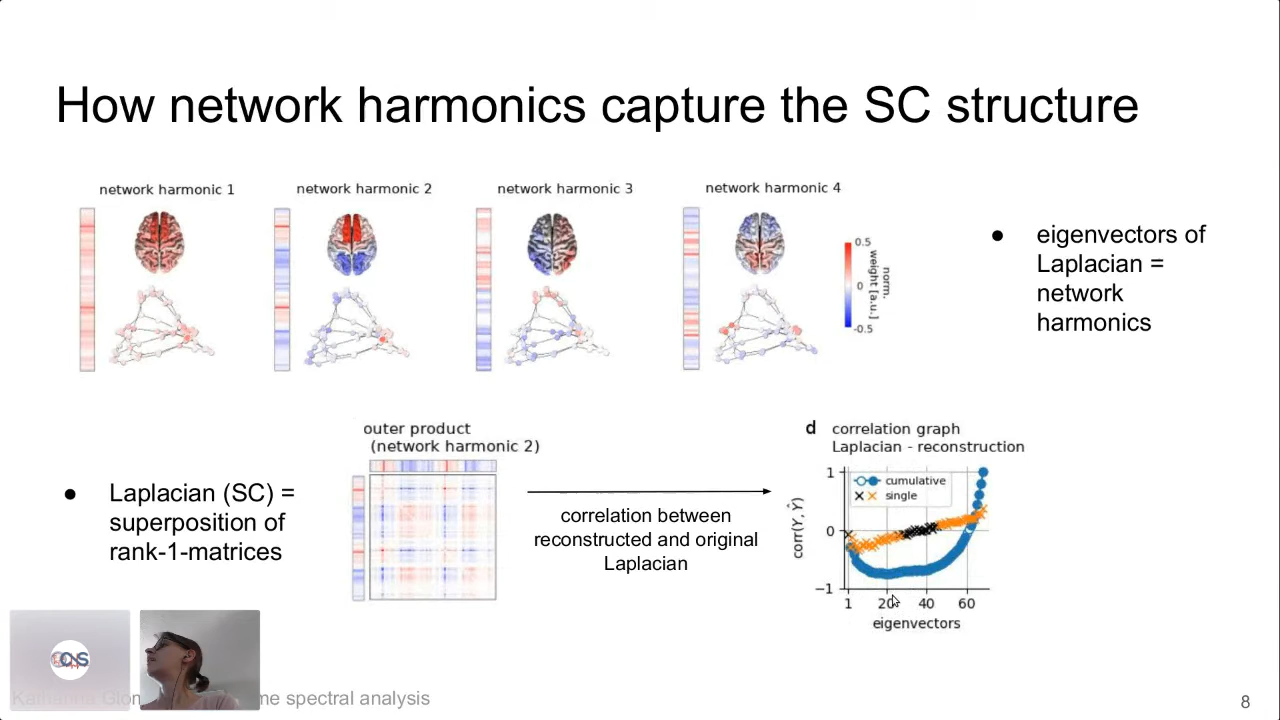 How network harmonics capture the SC structure
network harmonic 1
network harmonic 2
network harmonic 3
network harmonic 4
0.5
0
-0.5
norm.
weight [a.u.]
● eigenvectors of
Laplacian =
network
harmonics
● Laplacian (SC) =
superposition of
rank-1-matrices
outer product
(network harmonic 2)
correlation between
reconstructed and original
Laplacian
d correlation graph
Laplacian - reconstruction
cumulative
single
corr(Y, Ŷ)
1
0
−1
1 20 40 60
eigenvectors
me spectral analysis
8